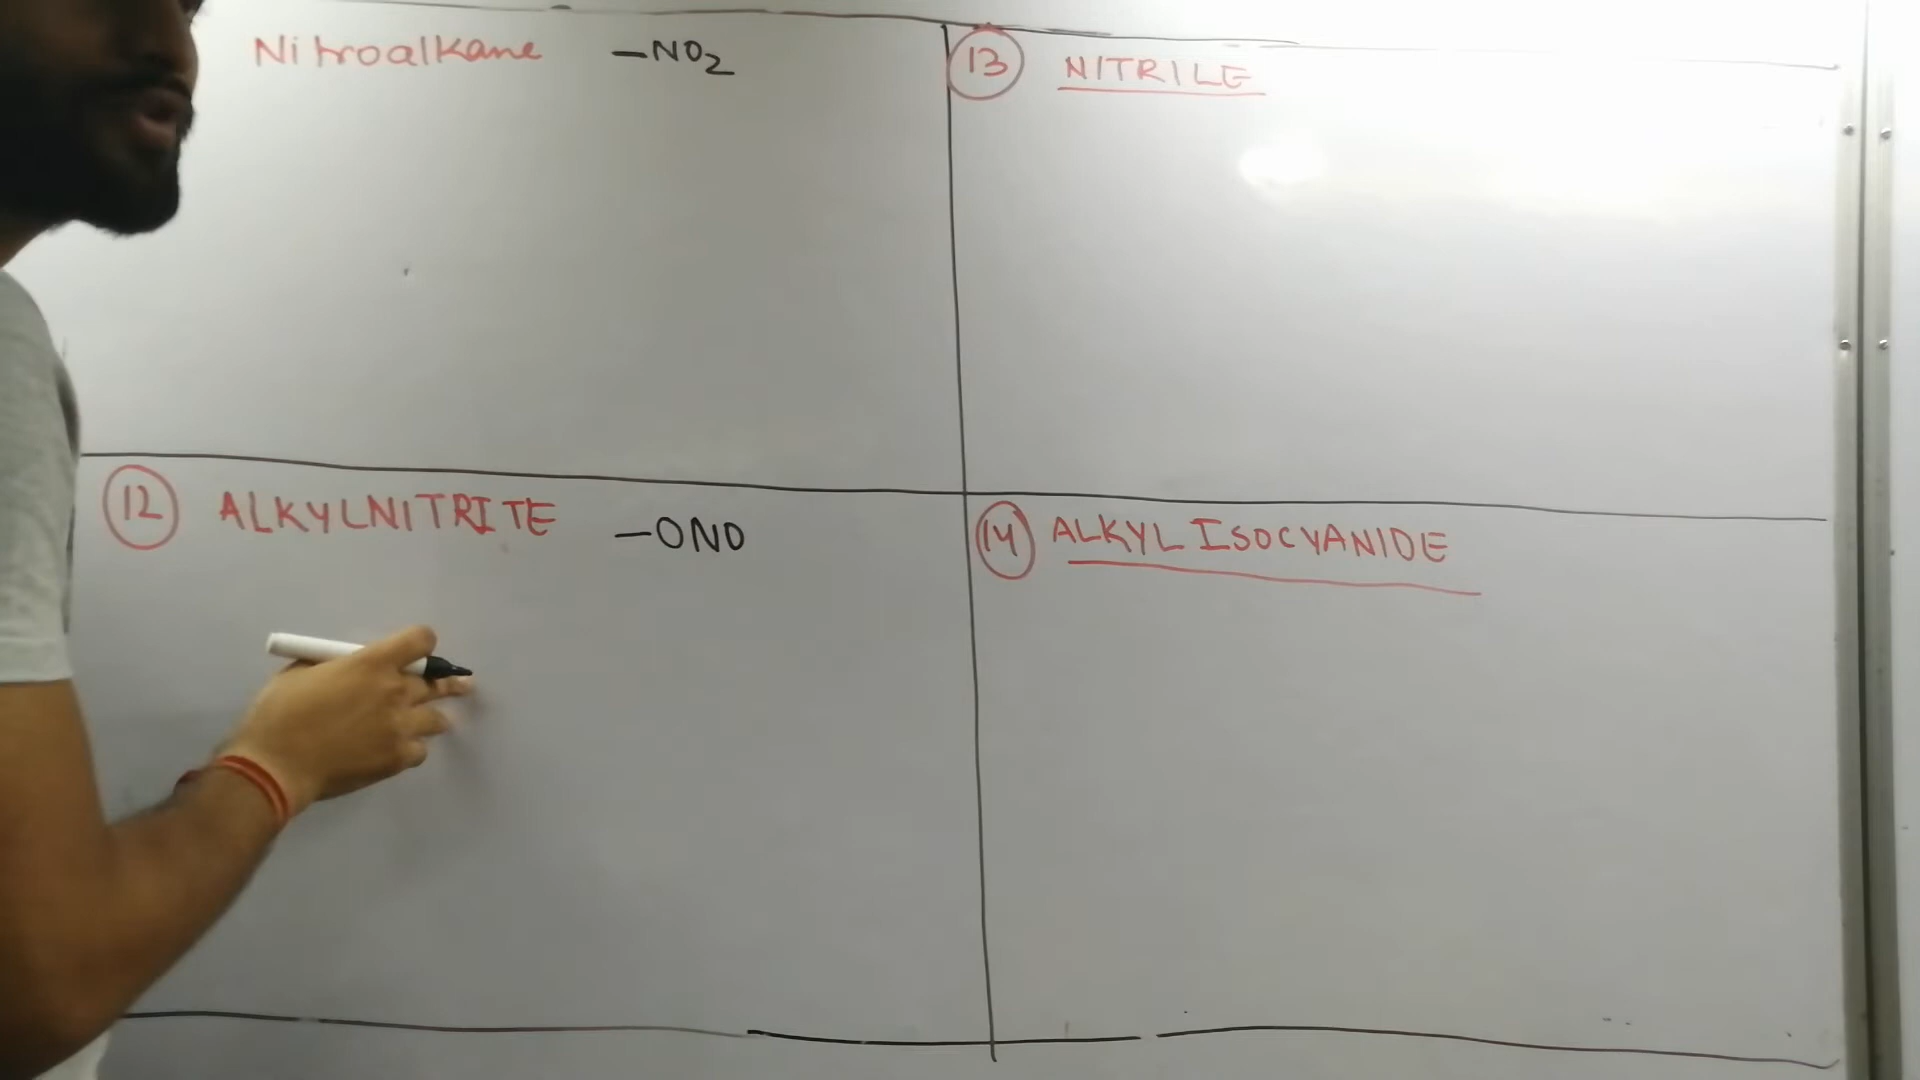 Nitroalkane -NO2
12 ALKYLNITRITE -ONO
13 NITRILE
14 ALKYL ISOCYANIDE